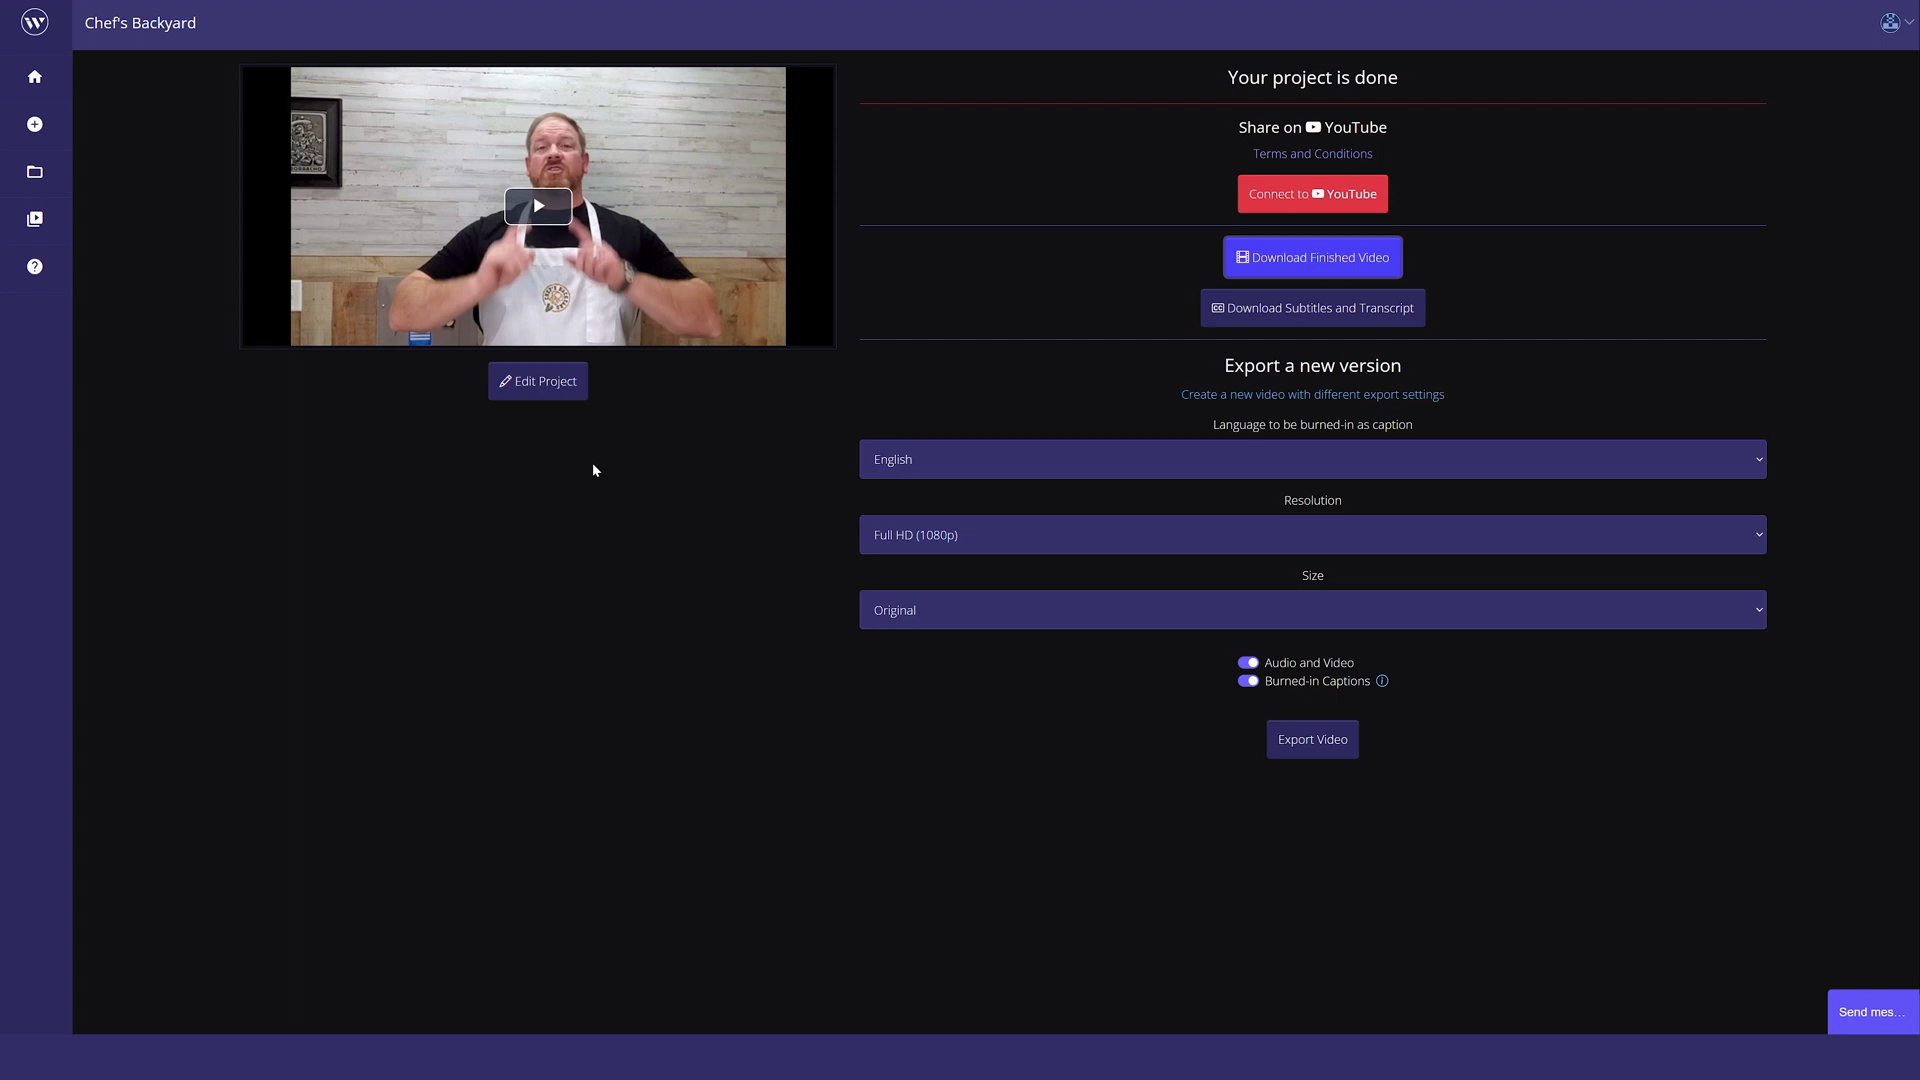 Chef's Backyard
Your project is done
Share on YouTube
Terms and Conditions
Connect to YouTube
Download Finished Video
CC Download Subtitles and Transcript
Edit Project
Export a new version
Create a new video with different export settings
Language to be burned-in as caption
English
Resolution
Full HD (1080p)
Size
Original
Audio and Video
Burned-in Captions
Export Video
Send mes...